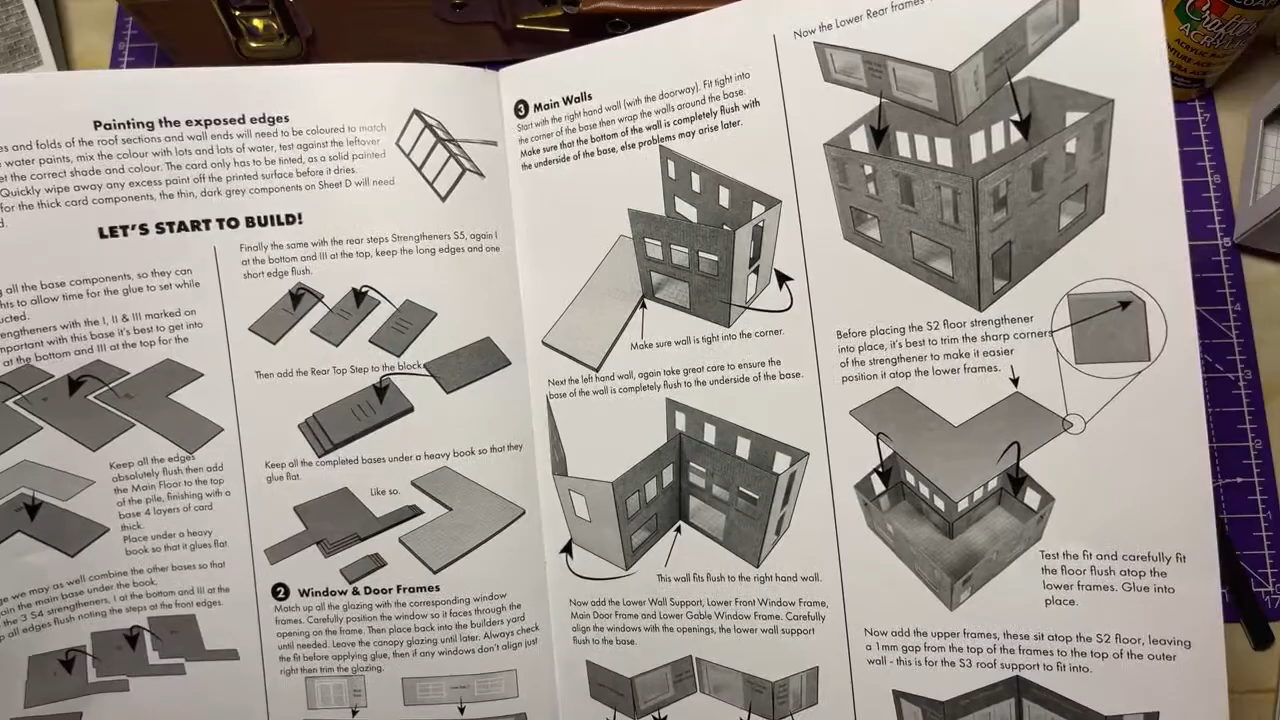 Painting the exposed edges
es and folds of the roof sections and wall ends will need to be coloured to match
water paints, mix the colour with lots and lots of water, test against the leftover
et the correct shade and colour. The card only has to be tinted, as a solid painted
Quickly wipe away any excess paint off the printed surface before it dries.
for the thick card components, the thin, dark grey components on Sheet D will need
d.
LET'S START TO BUILD!
g all the base components, so they can
hts to allow time for the glue to set while
ucted.
engtheners with the I, II & III marked on
mportant with this base it's best to get into
at the bottom and III at the top for the
Keep all the edges
absolutely flush then add
the Main Floor to the top
of the pile, finishing with a
base 4 layers of card
thick.
Place under a heavy
book so that it glues flat.
ge we may as well combine the other bases so that
ain the main base under the book.
the 3 S4 strengtheners, I at the bottom and III at the
p all edges flush noting the steps at the front edges.
Finally the same with the rear steps Strengtheners S5, again I
at the bottom and III at the top, keep the long edges and one
short edge flush.
Then add the Rear Top Step to the block
Keep all the completed bases under a heavy book so that they
glue flat.
Like so.
2 Window & Door Frames
Match up all the glazing with the corresponding window
frames. Carefully position the window so it faces through the
opening on the frame. Then place back into the builders yard
until needed. Leave the canopy glazing until later. Always check
the fit before applying glue, then if any windows don't align just
right then trim the glazing.
3 Main Walls
Start with the right hand wall (with the doorway). Fit tight into
the corner of the base then wrap the walls around the base.
Make sure that the bottom of the wall is completely flush with
the underside of the base, else problems may arise later.
Make sure wall is tight into the corner.
Next the left hand wall, again take great care to ensure the
base of the wall is completely flush to the underside of the base.
This wall fits flush to the right hand wall.
Now add the Lower Wall Support, Lower Front Window Frame,
Main Door Frame and Lower Gable Window Frame. Carefully
align the windows with the openings, the lower wall support
flush to the base.
Now the Lower Rear frames
Before placing the S2 floor strengthener
into place, it's best to trim the sharp corners
of the strengthener to make it easier
position it atop the lower frames.
Test the fit and carefully fit
the floor flush atop the
lower frames. Glue into
place.
Now add the upper frames, these sit atop the S2 floor, leaving
a 1mm gap from the top of the frames to the top of the outer
wall - this is for the S3 roof support to fit into.
Crafter's
ACRYLIC
7
6
5
4
3
2
1